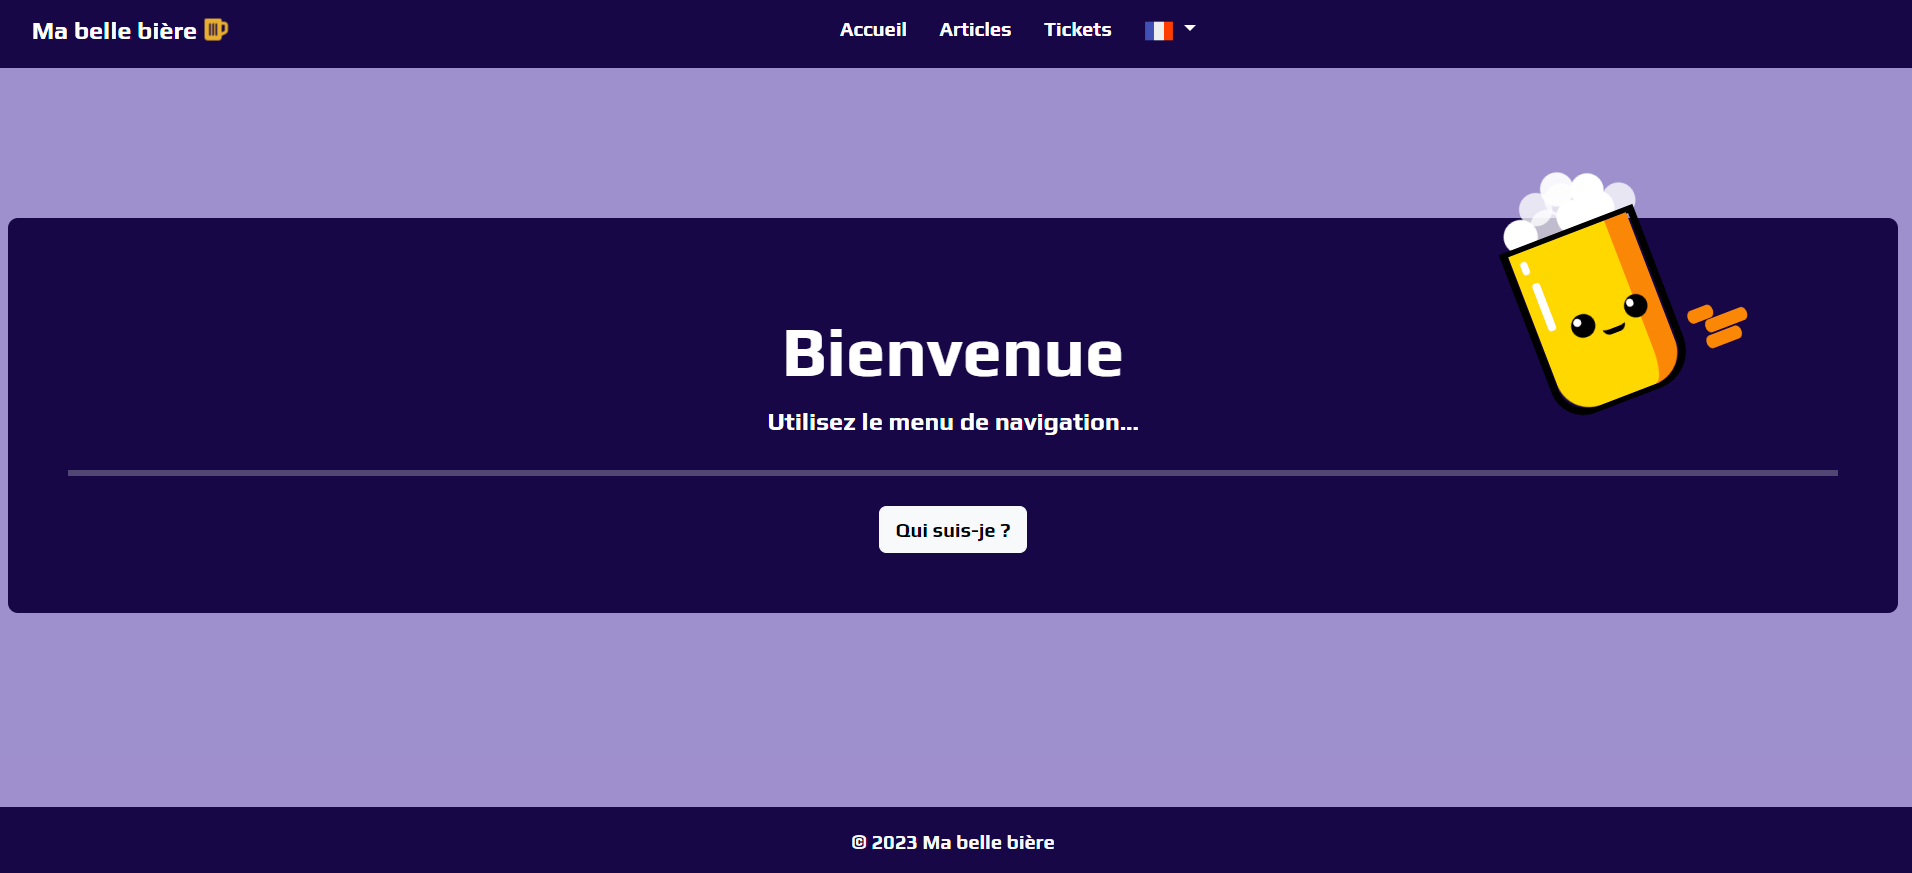 Ma belle bière
Accueil Articles Tickets
Bienvenue
Utilisez le menu de navigation...
Qui suis-je ?
© 2023 Ma belle bière